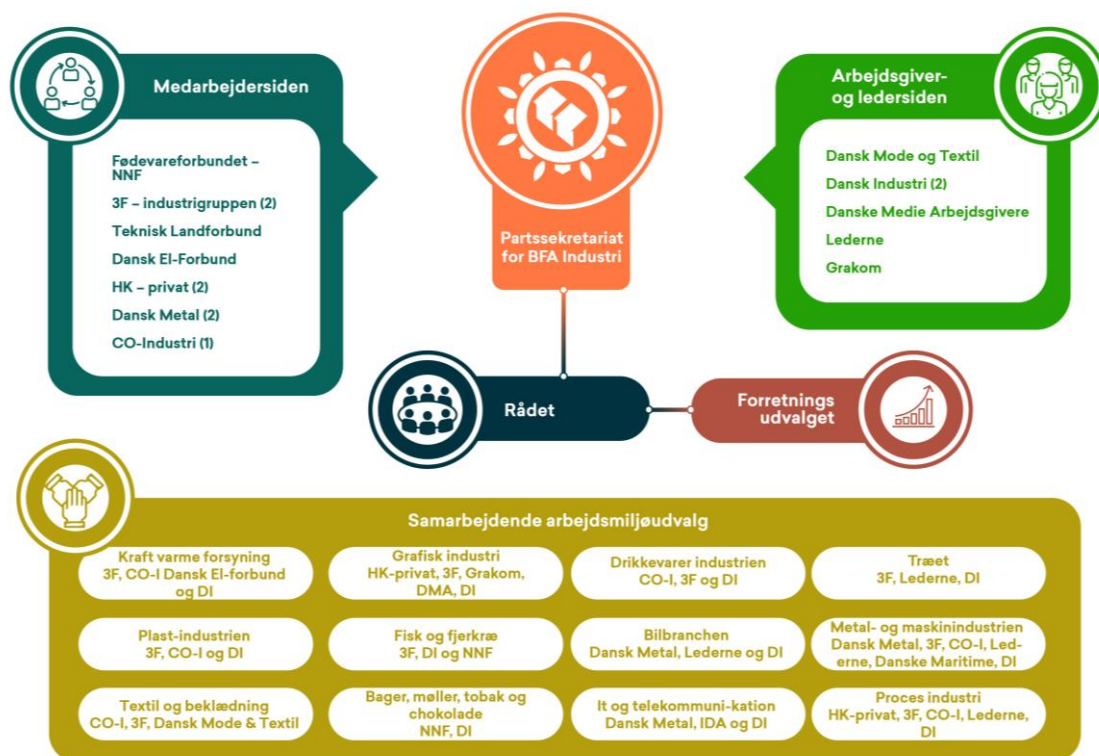 Medarbejdersiden
Fødevareforbundet –
NNF
3F – industrigruppen (2)
Teknisk Landforbund
Dansk El-Forbund
HK – privat (2)
Dansk Metal (2)
CO-Industri (1)
Partssekretariat
for BFA Industri
Arbejdsgiver-
og ledersiden
Dansk Mode og Textil
Dansk Industri (2)
Danske Medie Arbejdsgivere
Lederne
Grakom
Rådet
Forretnings
udvalget
Samarbejdende arbejdsmiljøudvalg
Kraft varme forsyning
3F, CO-I Dansk El-forbund
og DI
Grafisk industri
HK-privat, 3F, Grakom,
DMA, DI
Drikkevarer industrien
CO-I, 3F og DI
Træet
3F, Lederne, DI
Plast-industrien
3F, CO-I og DI
Fisk og fjerkræ
3F, DI og NNF
Bilbranchen
Dansk Metal, Lederne og DI
Metal- og maskinindustrien
Dansk Metal, 3F, CO-I, Led-
erne, Danske Maritime, DI
Textil og beklædning
CO-I, 3F, Dansk Mode & Textil
Bager, møller, tobak og
chokolade
NNF, DI
It og telekommuni-kation
Dansk Metal, IDA og DI
Proces industri
HK-privat, 3F, CO-I, Lederne,
DI